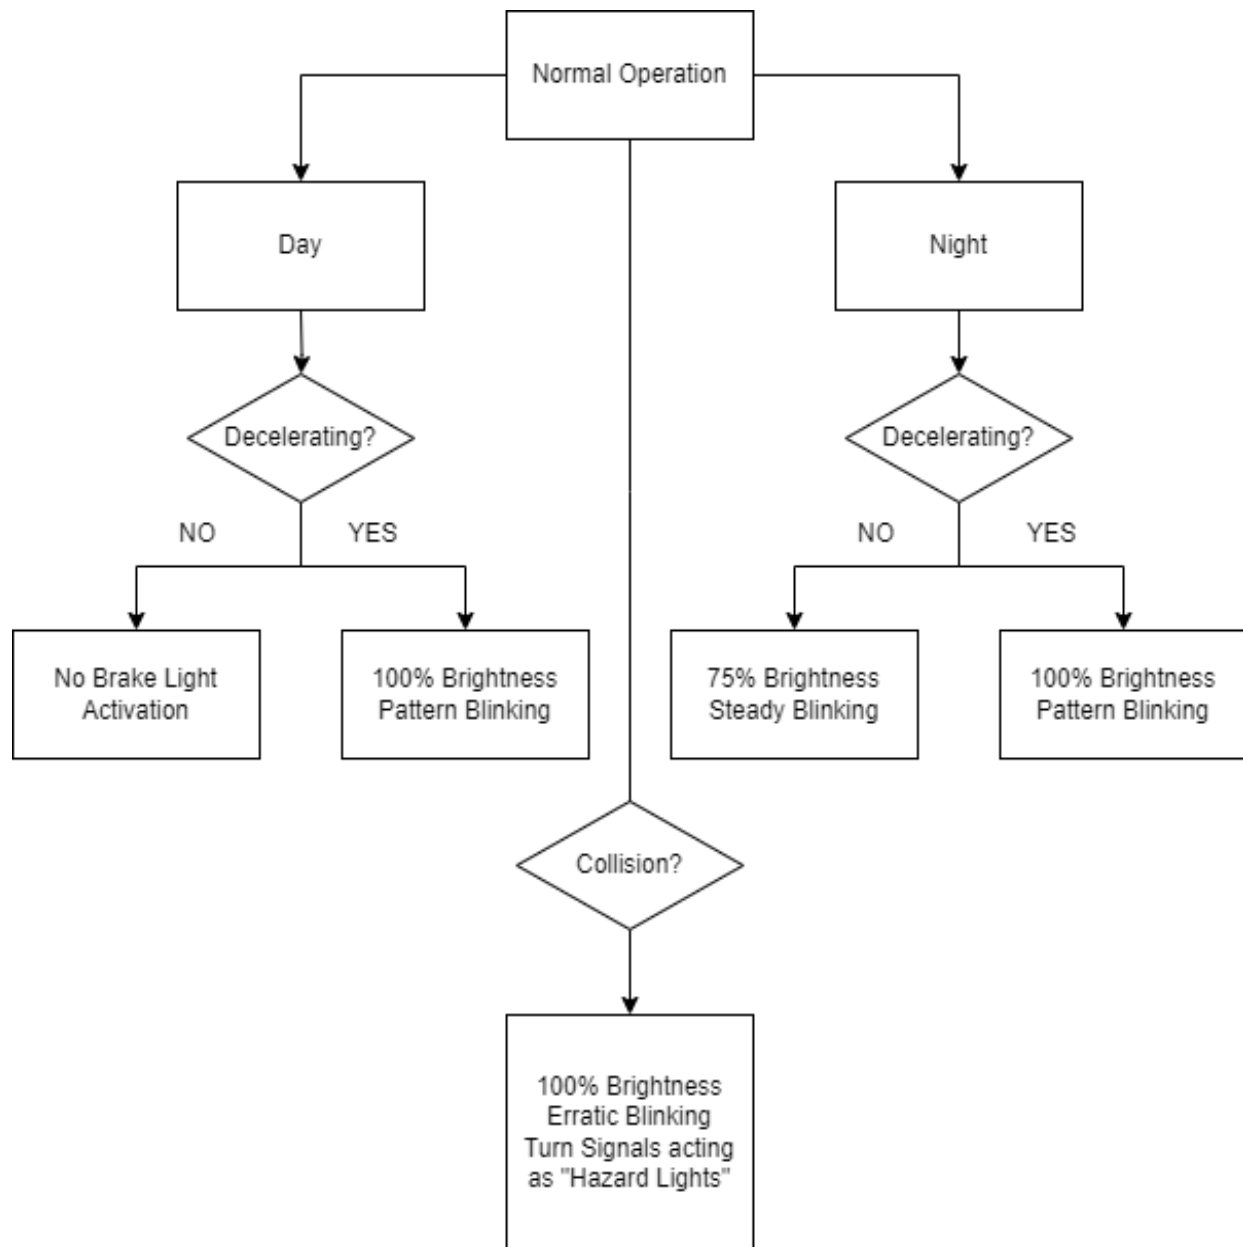 Normal Operation
Day
Night
Decelerating?
Decelerating?
NO
YES
NO
YES
No Brake Light
Activation
100% Brightness
Pattern Blinking
75% Brightness
Steady Blinking
100% Brightness
Pattern Blinking
Collision?
100% Brightness
Erratic Blinking
Turn Signals acting
as "Hazard Lights"